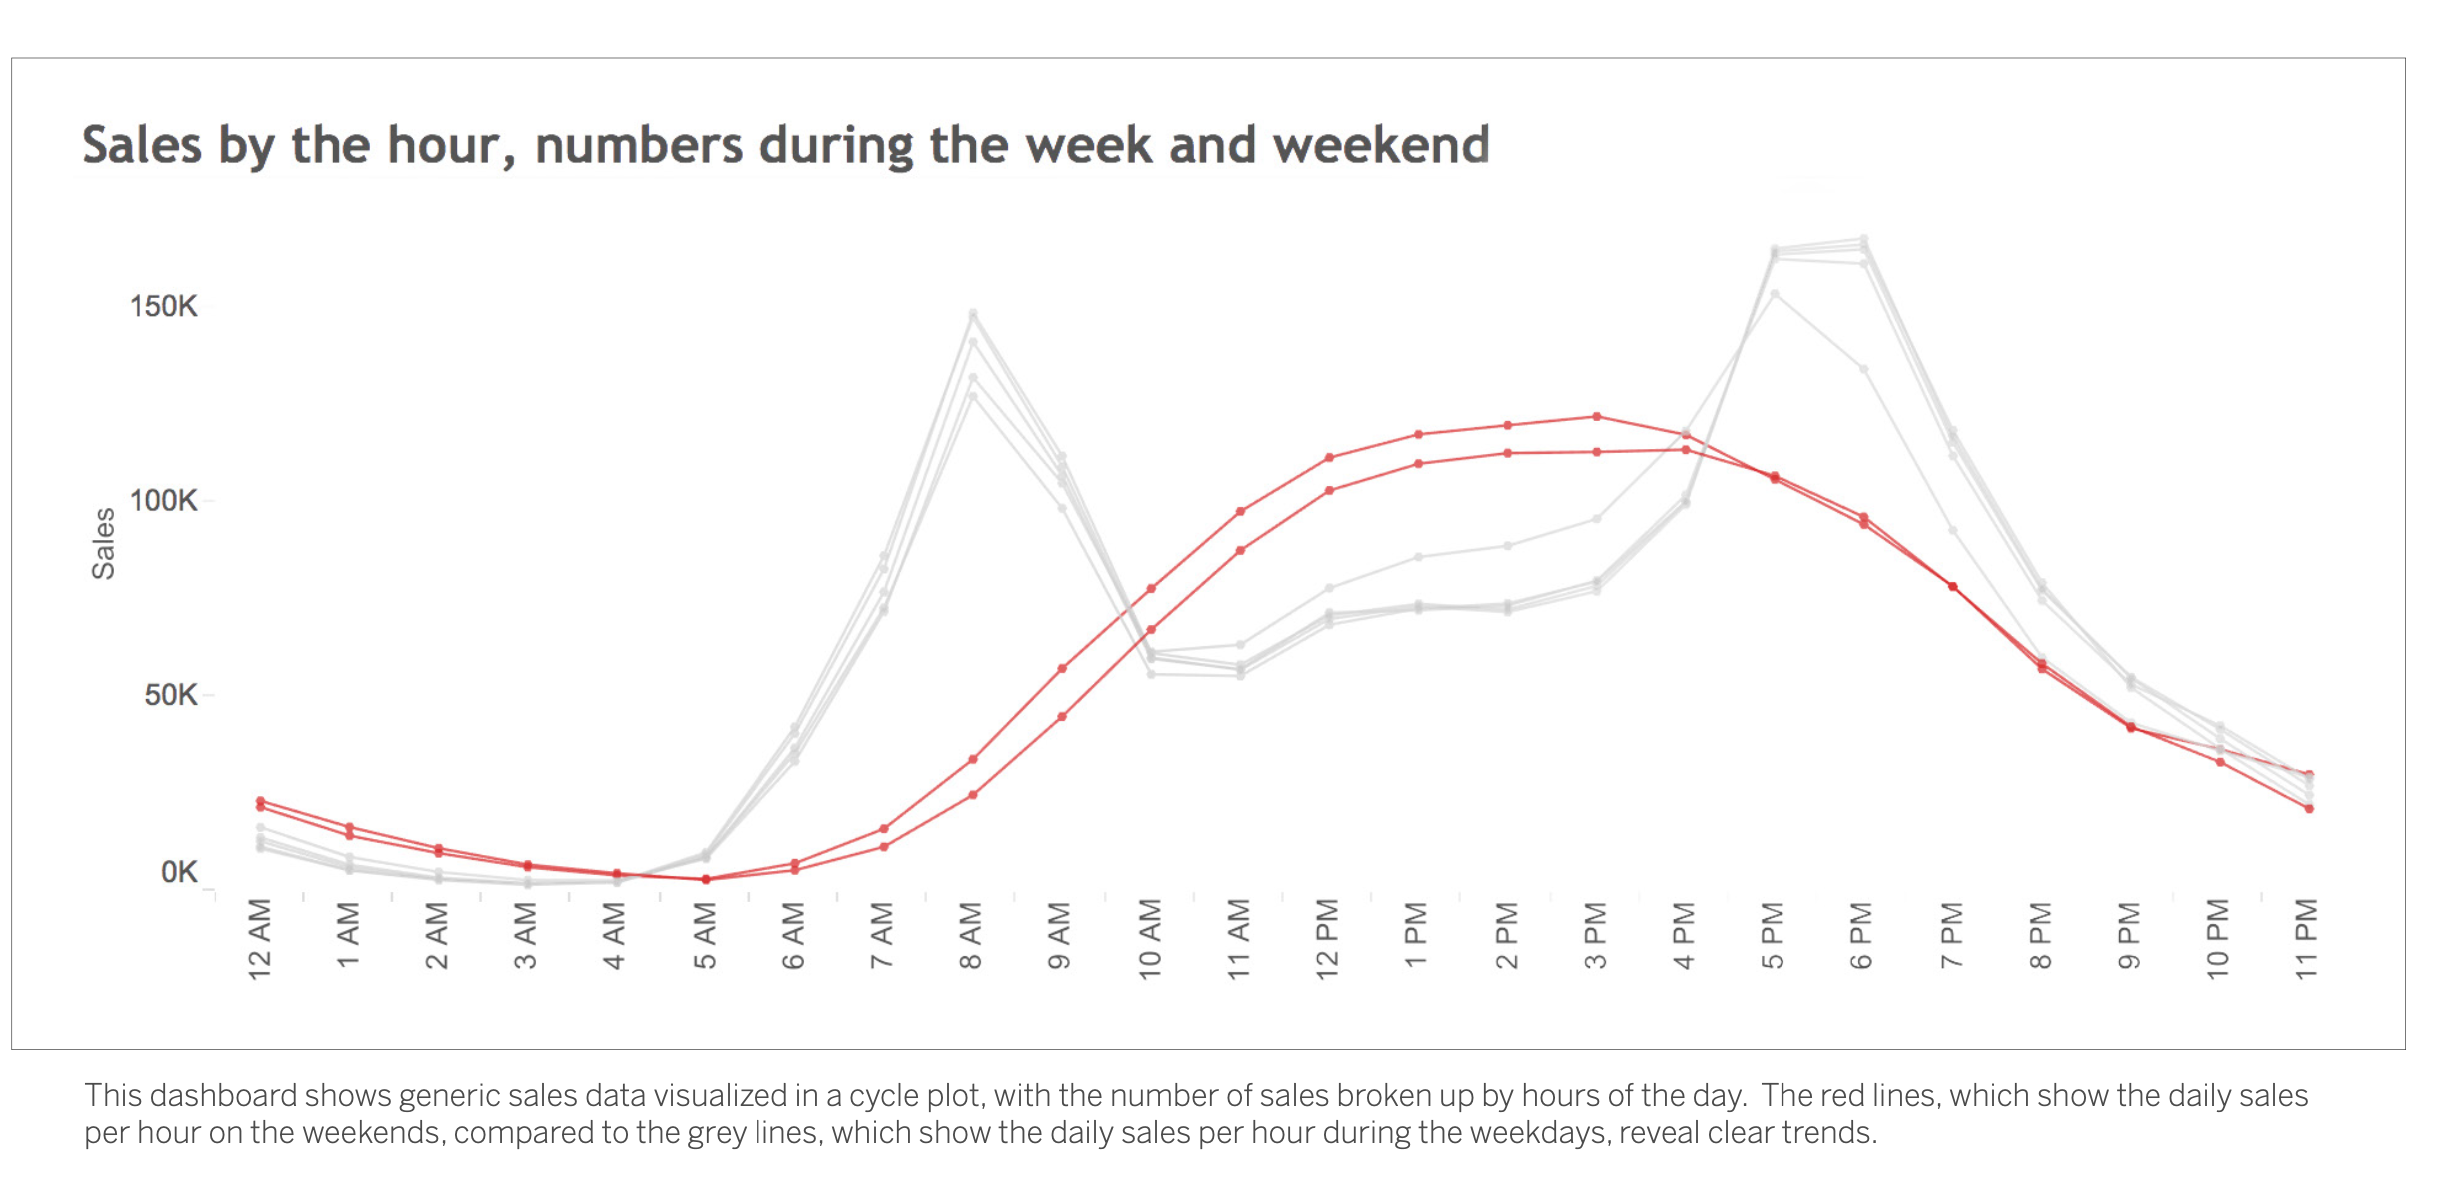 Sales by the hour, numbers during the week and weekend
150K
100K
50K
0K
Sales
12 AM
1 AM
2 AM
3 AM
4 AM
5 AM
6 AM
7 AM
8 AM
9 AM
10 AM
11 AM
12 PM
1 PM
2 PM
3 PM
4 PM
5 PM
6 PM
7 PM
8 PM
9 PM
10 PM
11 PM
This dashboard shows generic sales data visualized in a cycle plot, with the number of sales broken up by hours of the day.  The red lines, which show the daily sales
per hour on the weekends, compared to the grey lines, which show the daily sales per hour during the weekdays, reveal clear trends.